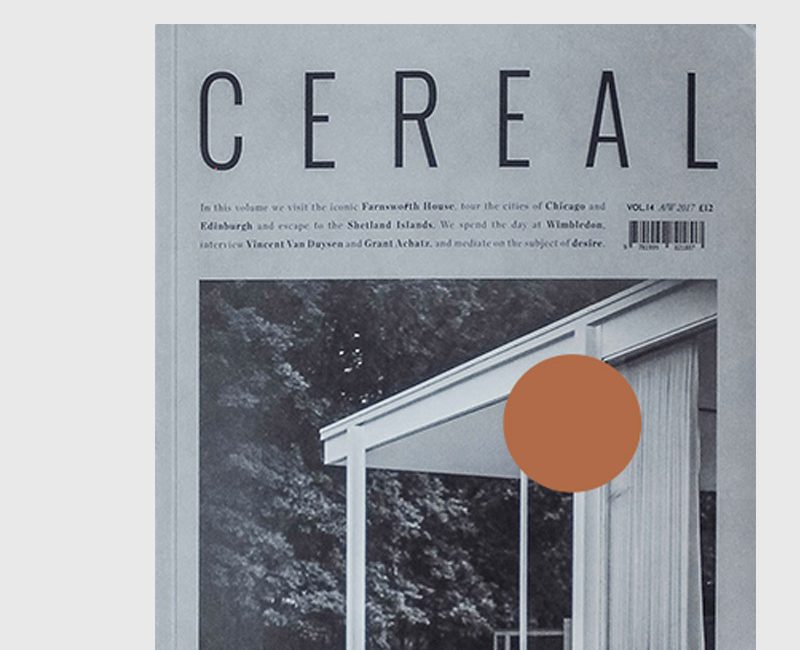 CEREAL
In this volume we visit the iconic Farnsworth House, tour the cities of Chicago and
Edinburgh and escape to the Shetland Islands. We spend the day at Wimbledon,
interview Vincent Van Duysen and Grant Achatz, and mediate on the subject of desire.
VOL.14 A/W 2017 £12